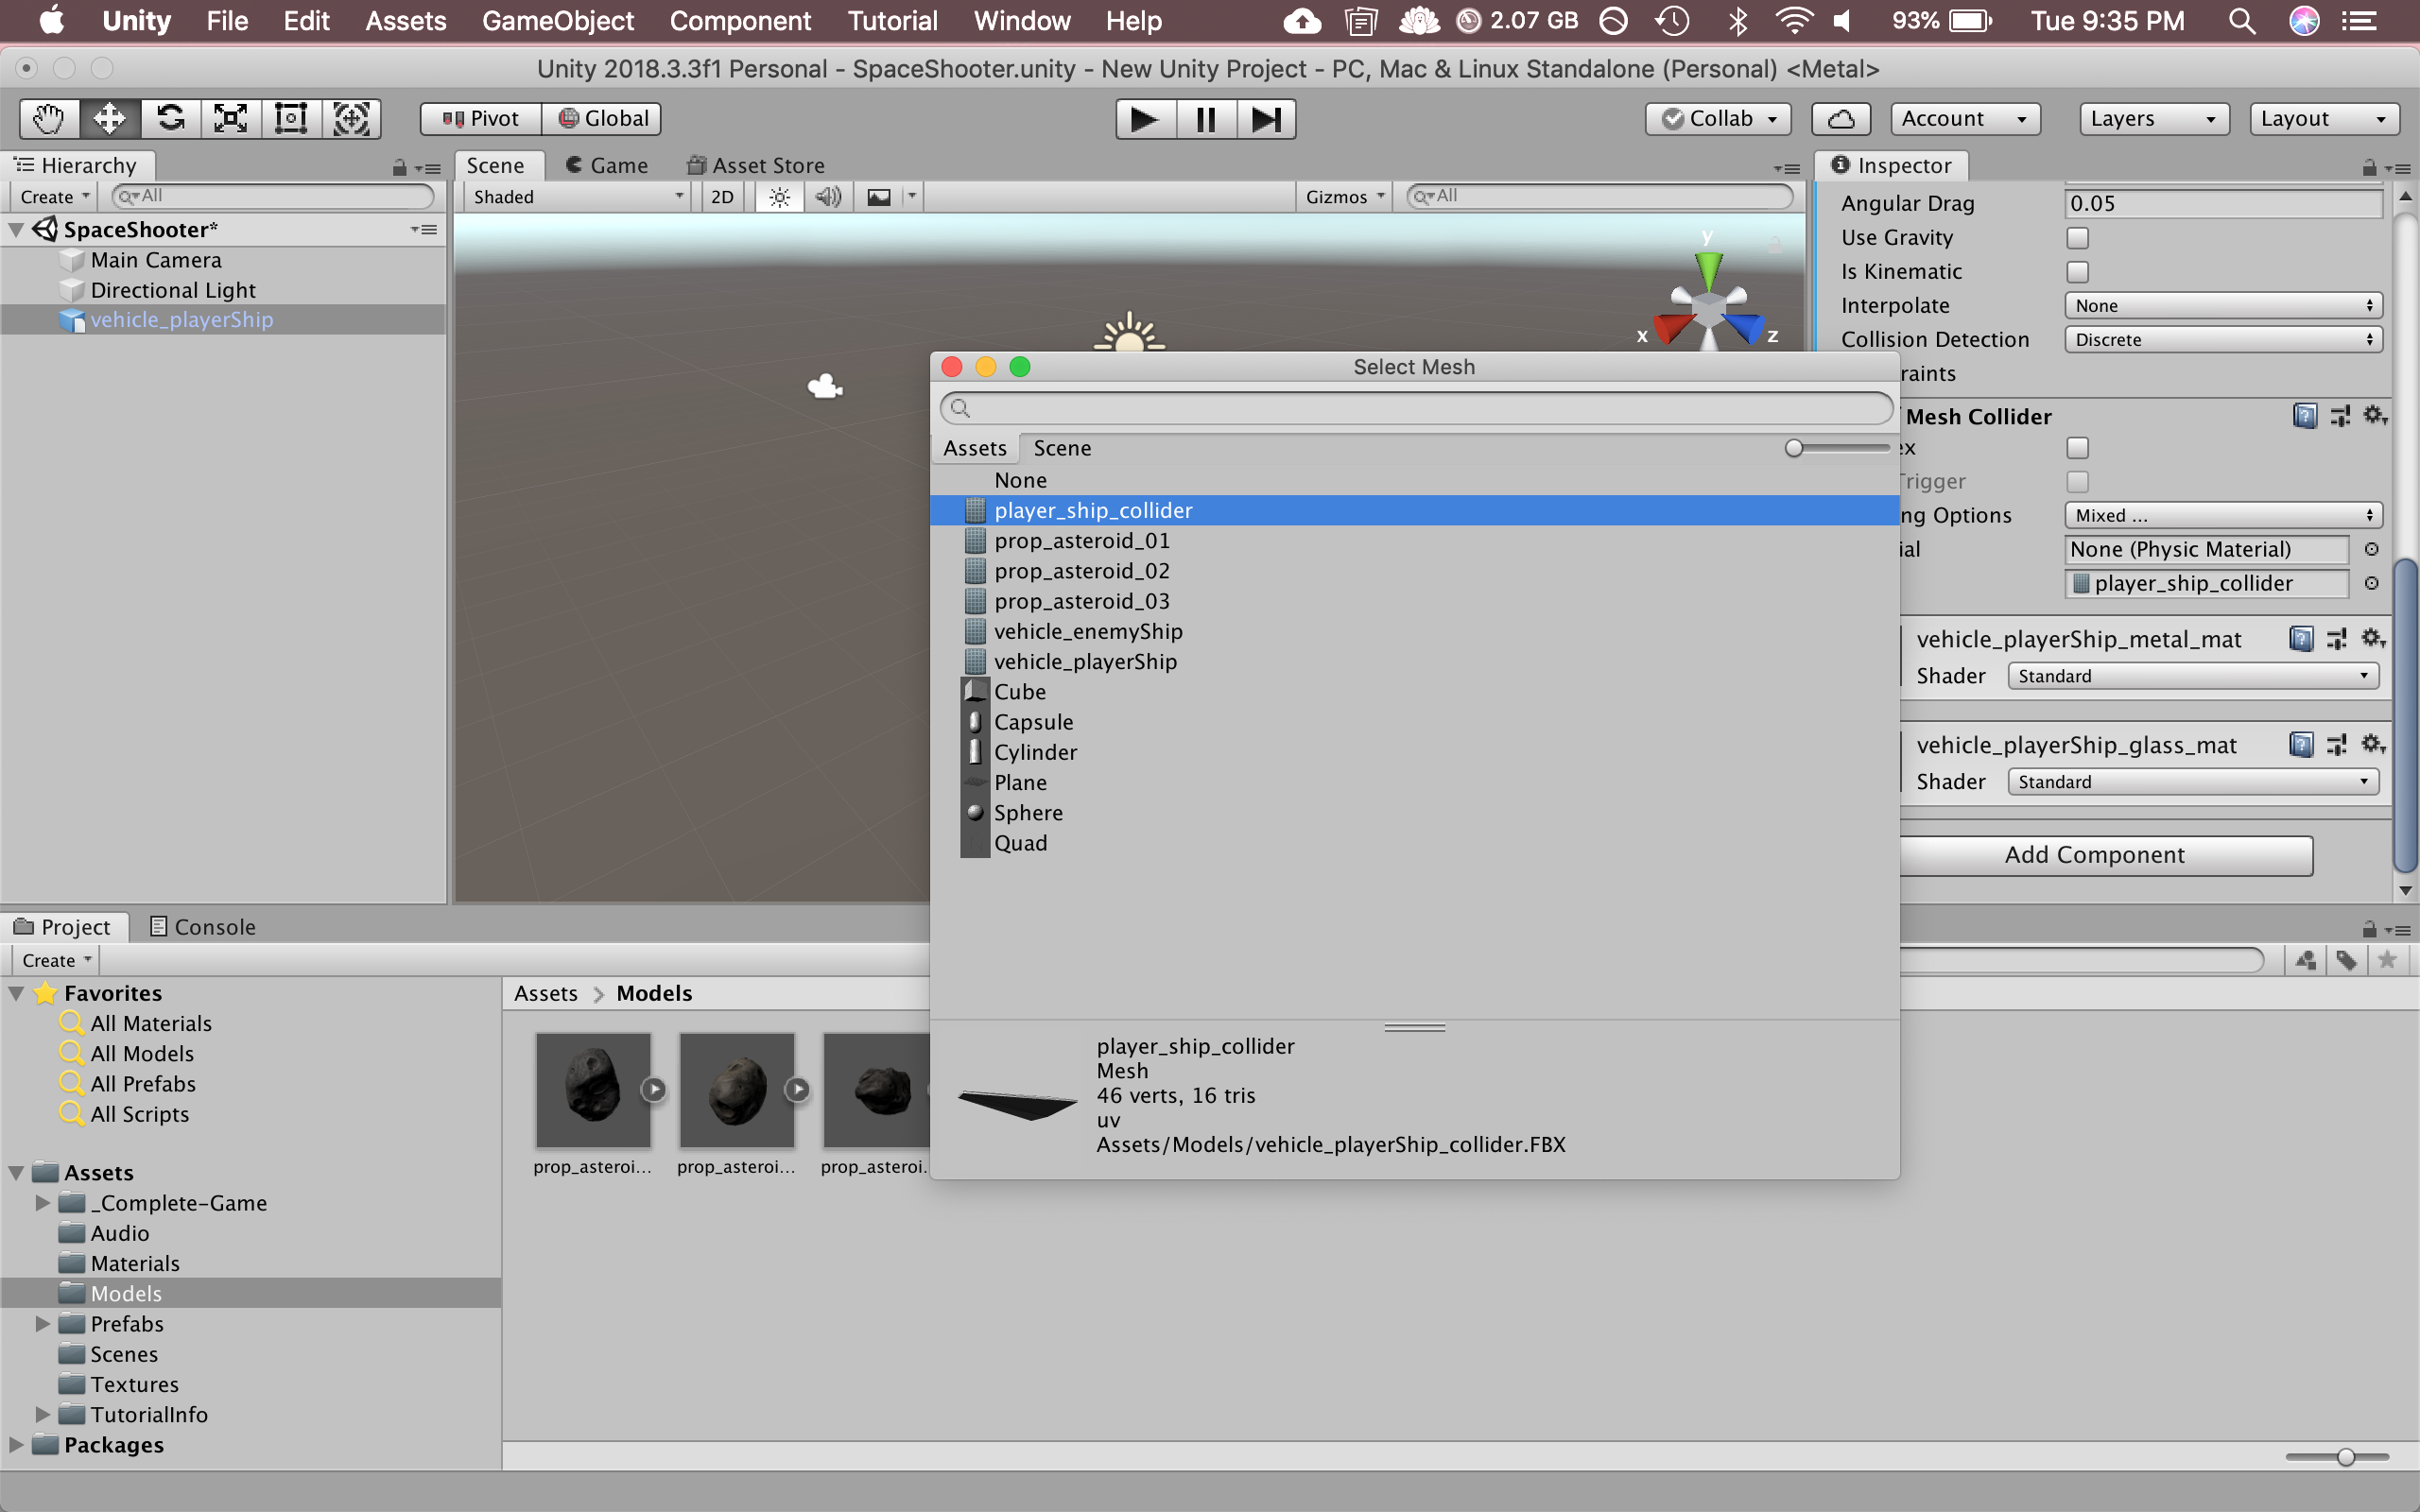 Unity File Edit Assets GameObject Component Tutorial Window Help 2.07 GB 93% Tue 9:35 PM
Unity 2018.3.3f1 Personal - SpaceShooter.unity - New Unity Project - PC, Mac & Linux Standalone (Personal) <Metal>
Pivot Global Collab Account Layers Layout
Hierarchy
Create All
SpaceShooter*
Main Camera
Directional Light
vehicle_playerShip
Scene Game Asset Store
Shaded 2D Gizmos All
y
x z
Inspector
Angular Drag 0.05
Use Gravity
Is Kinematic
Interpolate None
Collision Detection Discrete
raints
Mesh Collider
x
Trigger
ng Options Mixed ...
ial None (Physic Material)
player_ship_collider
vehicle_playerShip_metal_mat
Shader Standard
vehicle_playerShip_glass_mat
Shader Standard
Add Component
Select Mesh
Assets Scene
None
player_ship_collider
prop_asteroid_01
prop_asteroid_02
prop_asteroid_03
vehicle_enemyShip
vehicle_playerShip
Cube
Capsule
Cylinder
Plane
Sphere
Quad
player_ship_collider
Mesh
46 verts, 16 tris
uv
Assets/Models/vehicle_playerShip_collider.FBX
Project Console
Create
Favorites
All Materials
All Models
All Prefabs
All Scripts
Assets
_Complete-Game
Audio
Materials
Models
Prefabs
Scenes
Textures
TutorialInfo
Packages
Assets > Models
prop_asteroi... prop_asteroi... prop_asteroi.